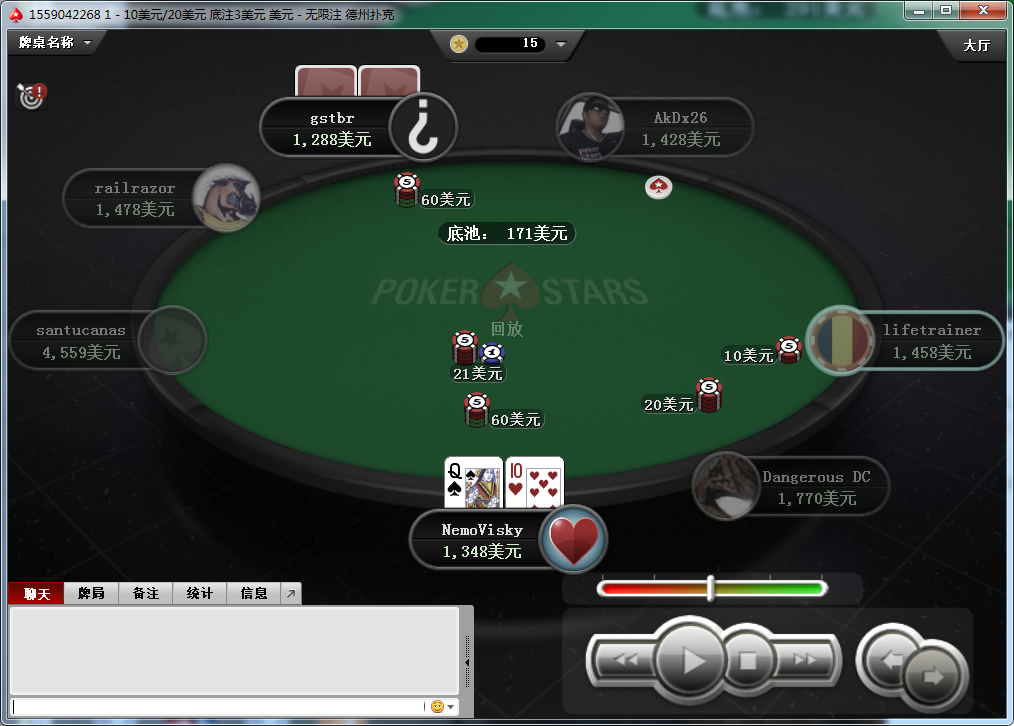 1559042268 1 - 10美元/20美元 底注3美元 美元 - 无限注 德州扑克
牌桌名称
15
大厅
gstbr
1,288美元
AkDx26
1,428美元
railrazor
1,478美元
60美元
底池： 171美元
POKER STARS
回放
santucanas
4,559美元
lifetrainer
1,458美元
10美元
21美元
20美元
60美元
Q
10
Dangerous DC
1,770美元
NemoVisky
1,348美元
聊天 牌局 备注 统计 信息